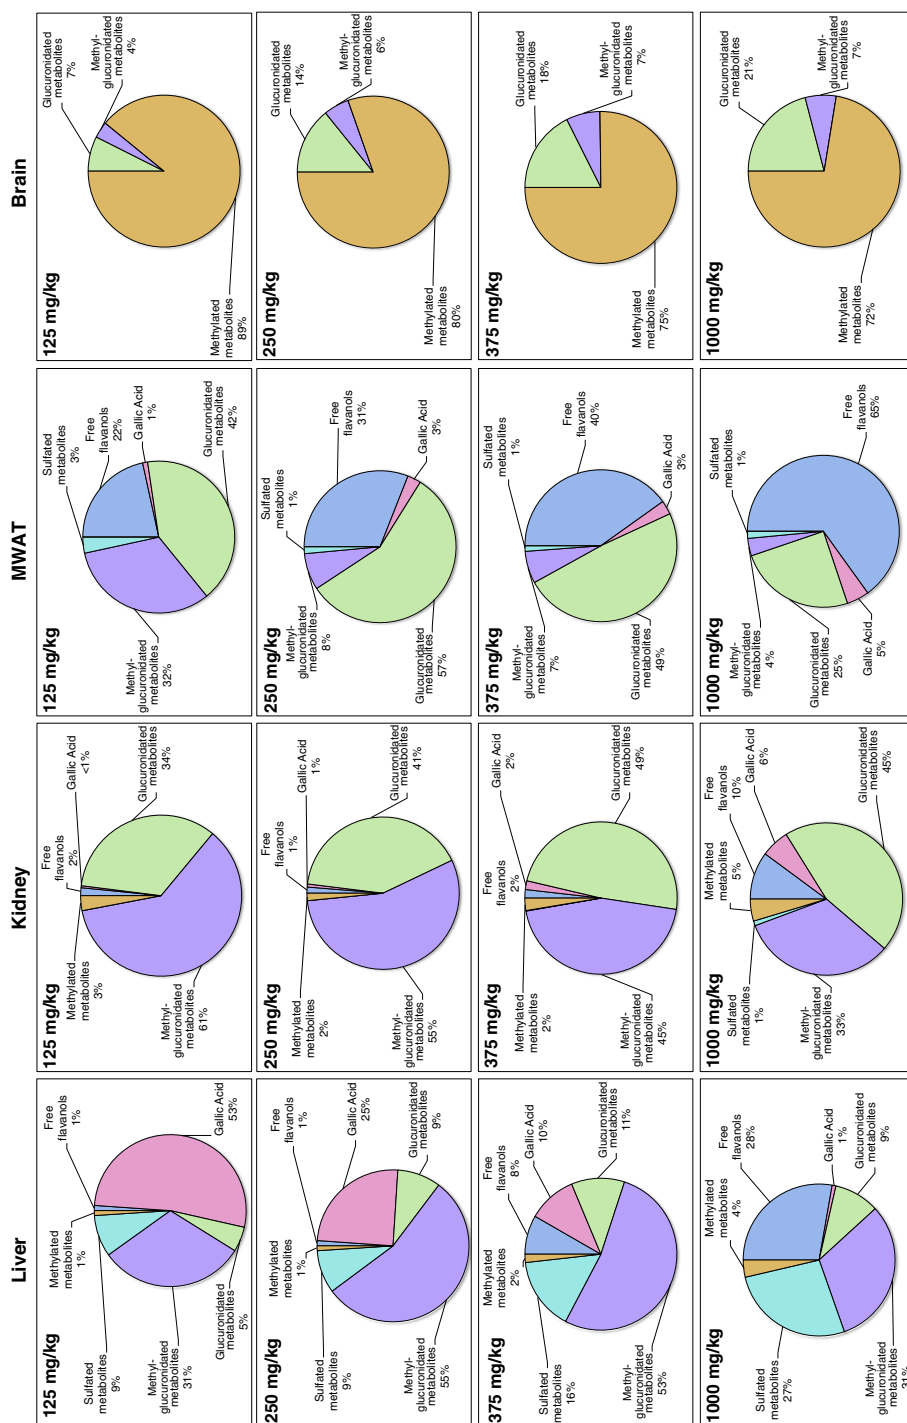 Liver
Kidney
MWAT
Brain
125 mg/kg
Methylated
metabolites
1%
Free
flavanols
1%
Sulfated
metabolites
9%
Gallic Acid
53%
Methyl-
glucuronidated
metabolites
31%
Glucuronidated
metabolites
5%
125 mg/kg
Methylated
metabolites
3%
Free
flavanols
2%
Gallic Acid
<1%
Glucuronidated
metabolites
34%
Methyl-
glucuronidated
metabolites
61%
125 mg/kg
Sulfated
metabolites
3%
Free
flavanols
22%
Gallic Acid
1%
Methyl-
glucuronidated
metabolites
32%
Glucuronidated
metabolites
42%
125 mg/kg
Glucuronidated
metabolites
7%
Methyl-
glucuronidated
metabolites
4%
Methylated
metabolites
89%
250 mg/kg
Methylated
metabolites
1%
Free
flavanols
1%
Sulfated
metabolites
9%
Gallic Acid
25%
Methyl-
glucuronidated
metabolites
55%
Glucuronidated
metabolites
9%
250 mg/kg
Methylated
metabolites
2%
Free
flavanols
1%
Gallic Acid
1%
Glucuronidated
metabolites
41%
Methyl-
glucuronidated
metabolites
55%
250 mg/kg
Sulfated
metabolites
1%
Methyl-
glucuronidated
metabolites
8%
Free
flavanols
31%
Gallic Acid
3%
Glucuronidated
metabolites
57%
250 mg/kg
Glucuronidated
metabolites
14%
Methyl-
glucuronidated
metabolites
6%
Methylated
metabolites
80%
375 mg/kg
Methylated
metabolites
2%
Free
flavanols
8%
Gallic Acid
10%
Sulfated
metabolites
16%
Glucuronidated
metabolites
11%
Methyl-
glucuronidated
metabolites
53%
375 mg/kg
Free
flavanols
2%
Gallic Acid
2%
Methylated
metabolites
2%
Glucuronidated
metabolites
49%
Methyl-
glucuronidated
metabolites
45%
375 mg/kg
Sulfated
metabolites
1%
Methyl-
glucuronidated
metabolites
7%
Free
flavanols
40%
Gallic Acid
3%
Glucuronidated
metabolites
49%
375 mg/kg
Glucuronidated
metabolites
18%
Methyl-
glucuronidated
metabolites
7%
Methylated
metabolites
75%
1000 mg/kg
Methylated
metabolites
4%
Free
flavanols
28%
Gallic Acid
1%
Sulfated
metabolites
27%
Glucuronidated
metabolites
9%
Methyl-
glucuronidated
metabolites
31%
1000 mg/kg
Methylated
metabolites
5%
Free
flavanols
10%
Sulfated
metabolites
1%
Gallic Acid
6%
Methyl-
glucuronidated
metabolites
33%
Glucuronidated
metabolites
45%
1000 mg/kg
Sulfated
metabolites
1%
Methyl-
glucuronidated
metabolites
4%
Glucuronidated
metabolites
25%
Free
flavanols
65%
Gallic Acid
5%
1000 mg/kg
Glucuronidated
metabolites
21%
Methyl-
glucuronidated
metabolites
7%
Methylated
metabolites
72%